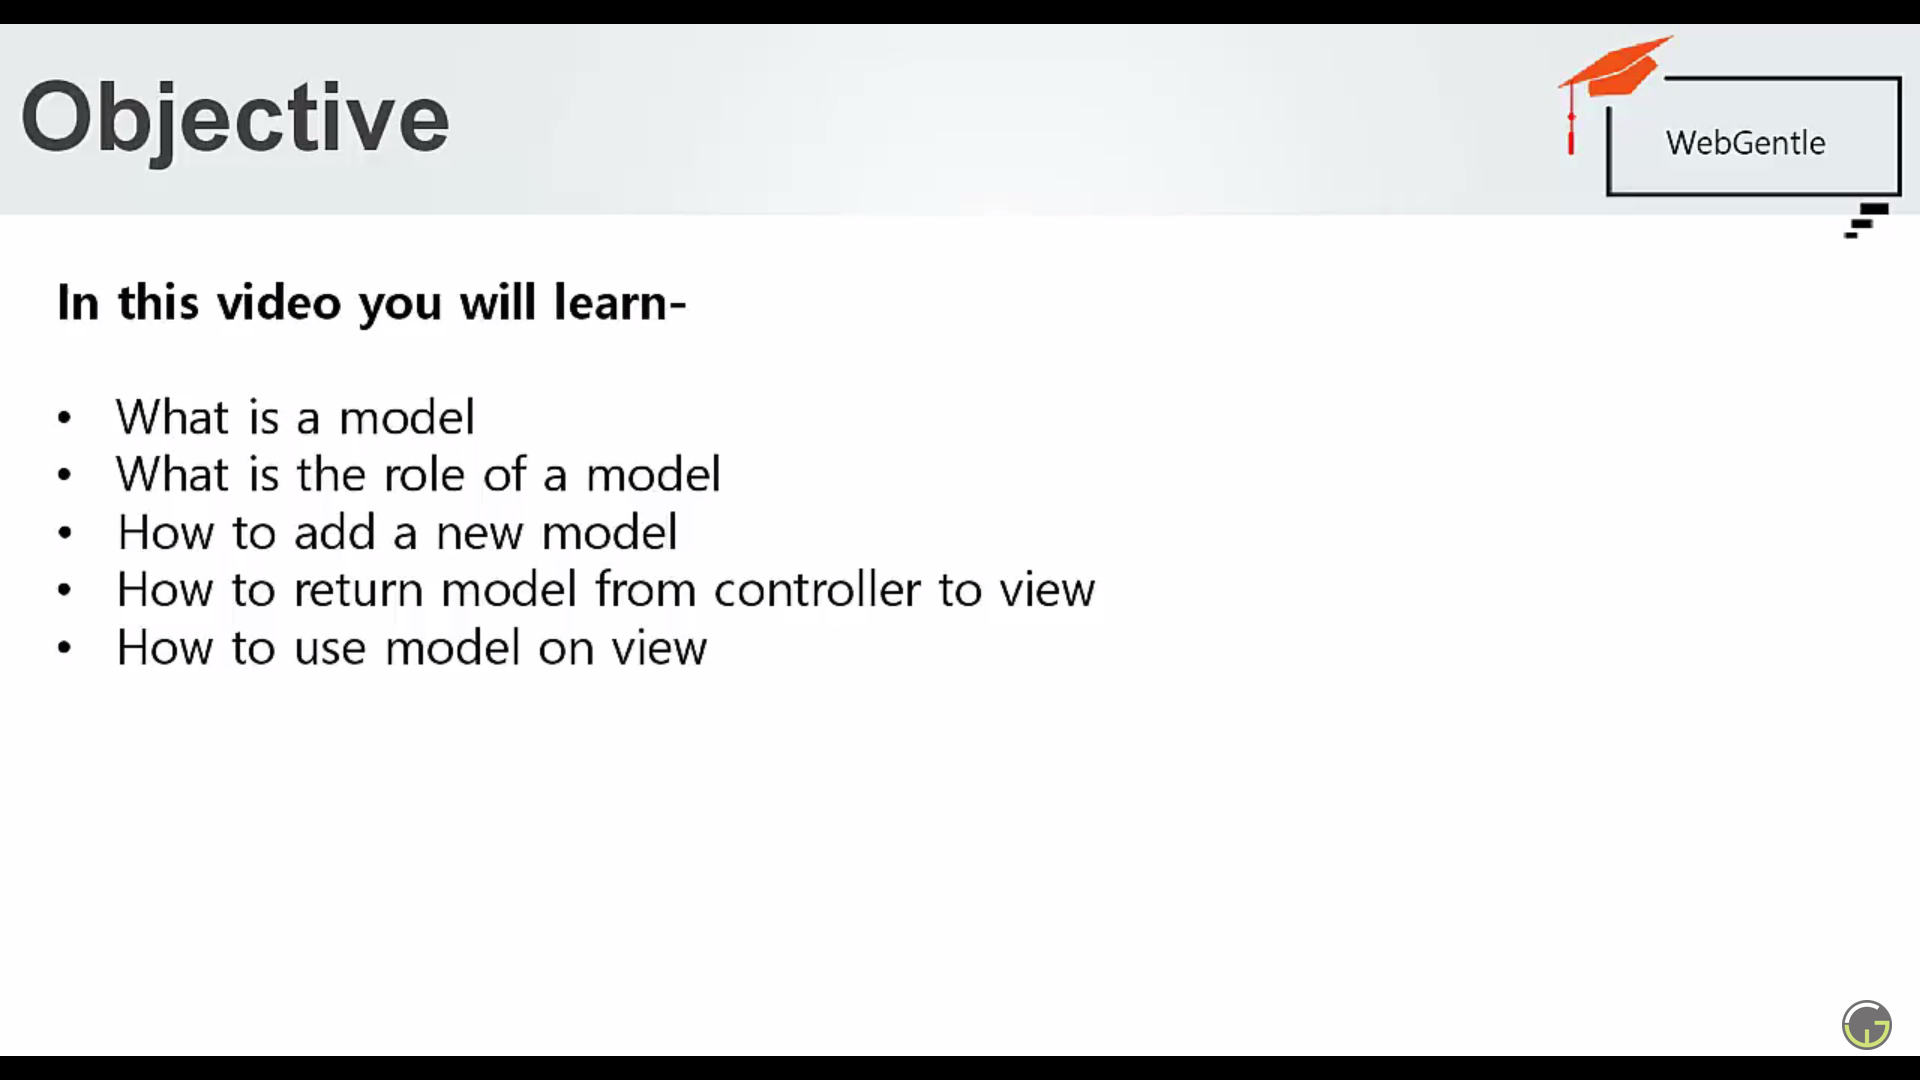 Objective
WebGentle
In this video you will learn-
• What is a model
• What is the role of a model
• How to add a new model
• How to return model from controller to view
• How to use model on view